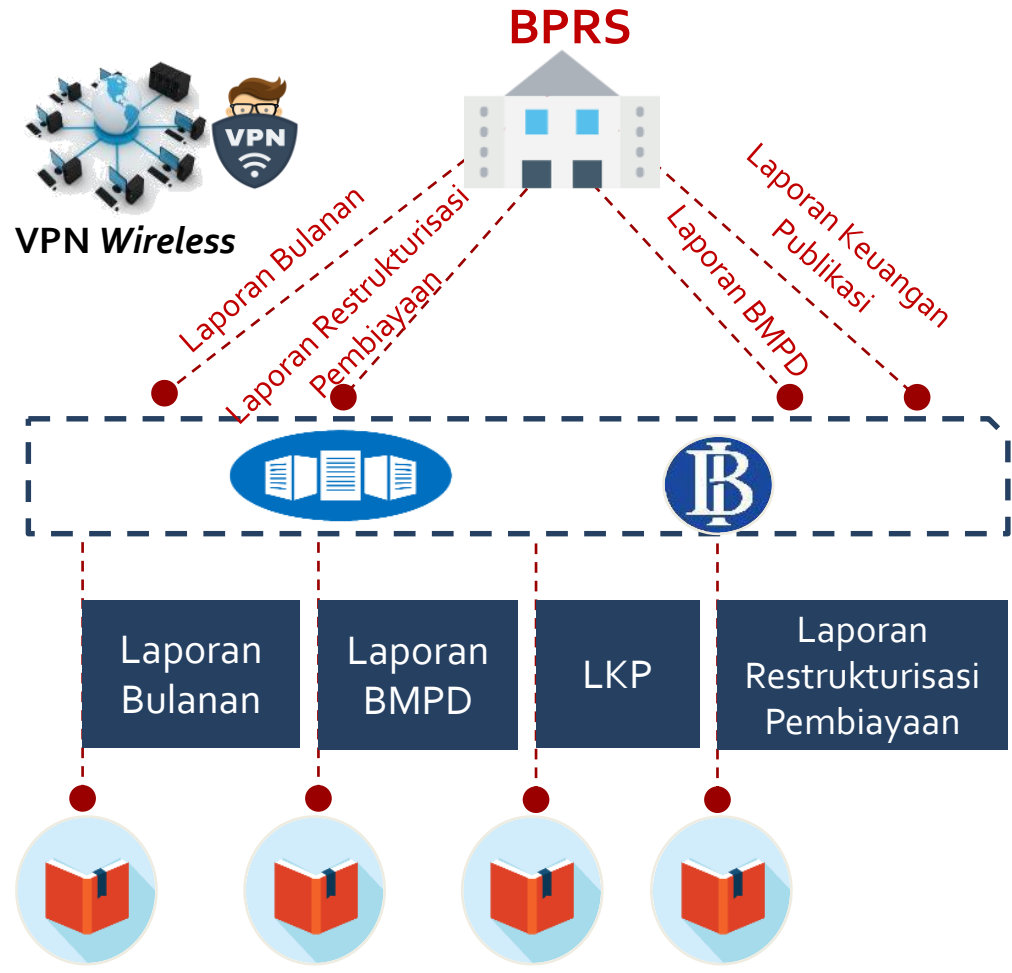 BPRS
VPN
VPN Wireless
Laporan Bulanan
Laporan Restrukturisasi
Pembiayaan
Laporan BMPD
Laporan Keuangan
Publikasi
Laporan
Bulanan
Laporan
BMPD
LKP
Laporan
Restrukturisasi
Pembiayaan